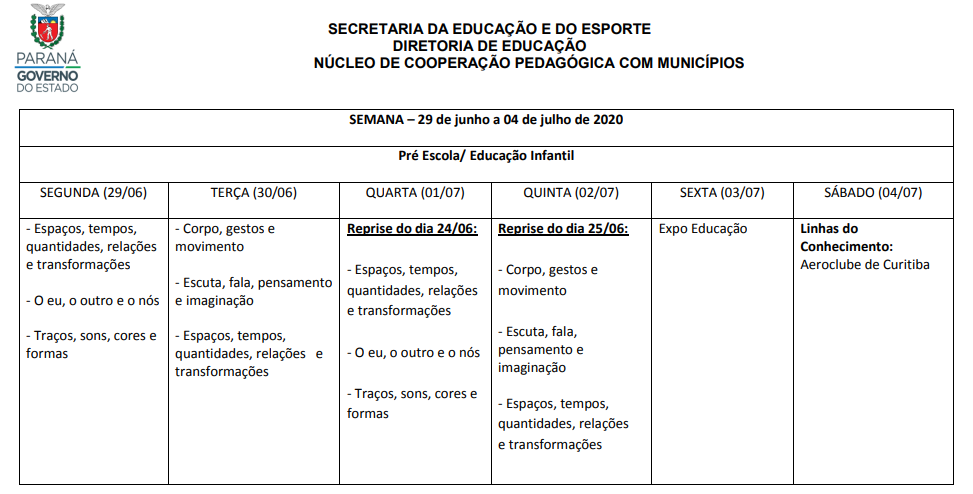 PARANÁ
GOVERNO
DO ESTADO
SECRETARIA DA EDUCAÇÃO E DO ESPORTE
DIRETORIA DE EDUCAÇÃO
NÚCLEO DE COOPERAÇÃO PEDAGÓGICA COM MUNICÍPIOS
SEMANA – 29 de junho a 04 de julho de 2020
Pré Escola/ Educação Infantil
SEGUNDA (29/06)
TERÇA (30/06)
QUARTA (01/07)
QUINTA (02/07)
SEXTA (03/07)
SÁBADO (04/07)
- Espaços, tempos,
quantidades, relações
e transformações
- O eu, o outro e o nós
- Traços, sons, cores e
formas
- Corpo, gestos e
movimento
- Escuta, fala, pensamento
e imaginação
- Espaços, tempos,
quantidades, relações e
transformações
Reprise do dia 24/06:
- Espaços, tempos,
quantidades, relações
e transformações
- O eu, o outro e o nós
- Traços, sons, cores e
formas
Reprise do dia 25/06:
- Corpo, gestos e
movimento
- Escuta, fala,
pensamento e
imaginação
- Espaços, tempos,
quantidades, relações
e transformações
Expo Educação
Linhas do
Conhecimento:
Aeroclube de Curitiba